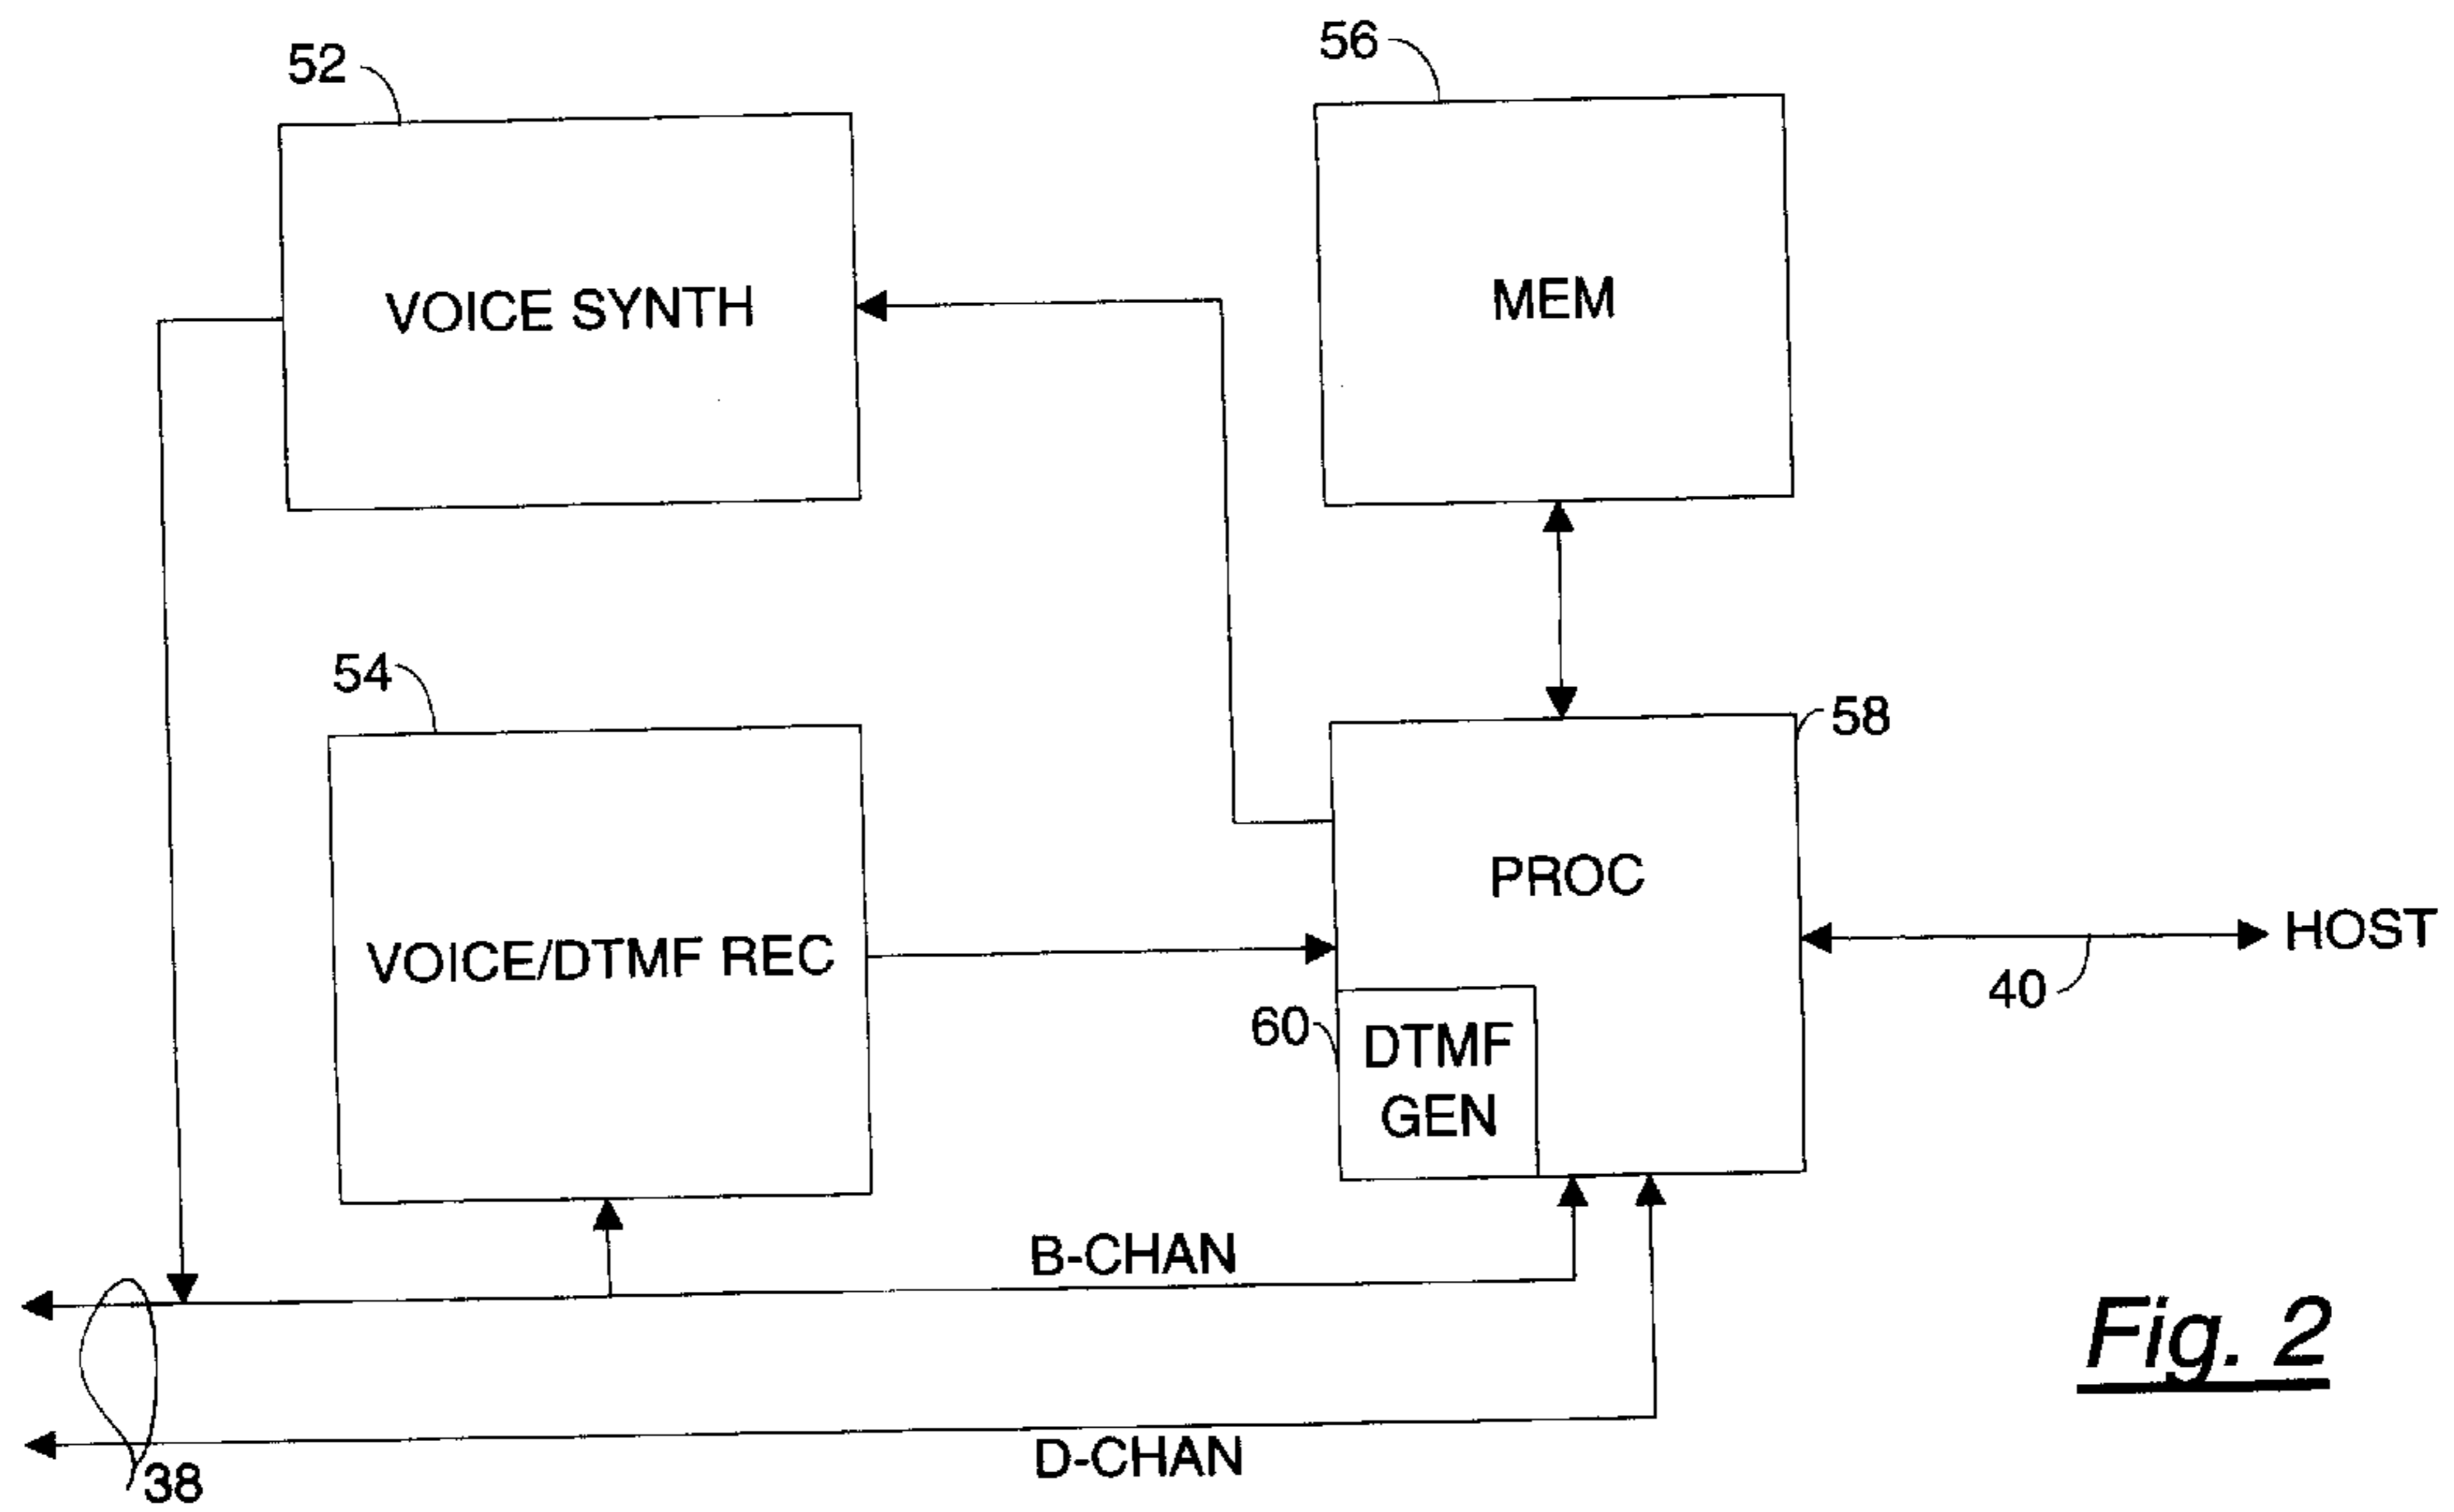 52
56
VOICE SYNTH
MEM
54
58
PROC
VOICE/DTMF REC
HOST
40
60
DTMF
GEN
B-CHAN
Fig. 2
D-CHAN
38